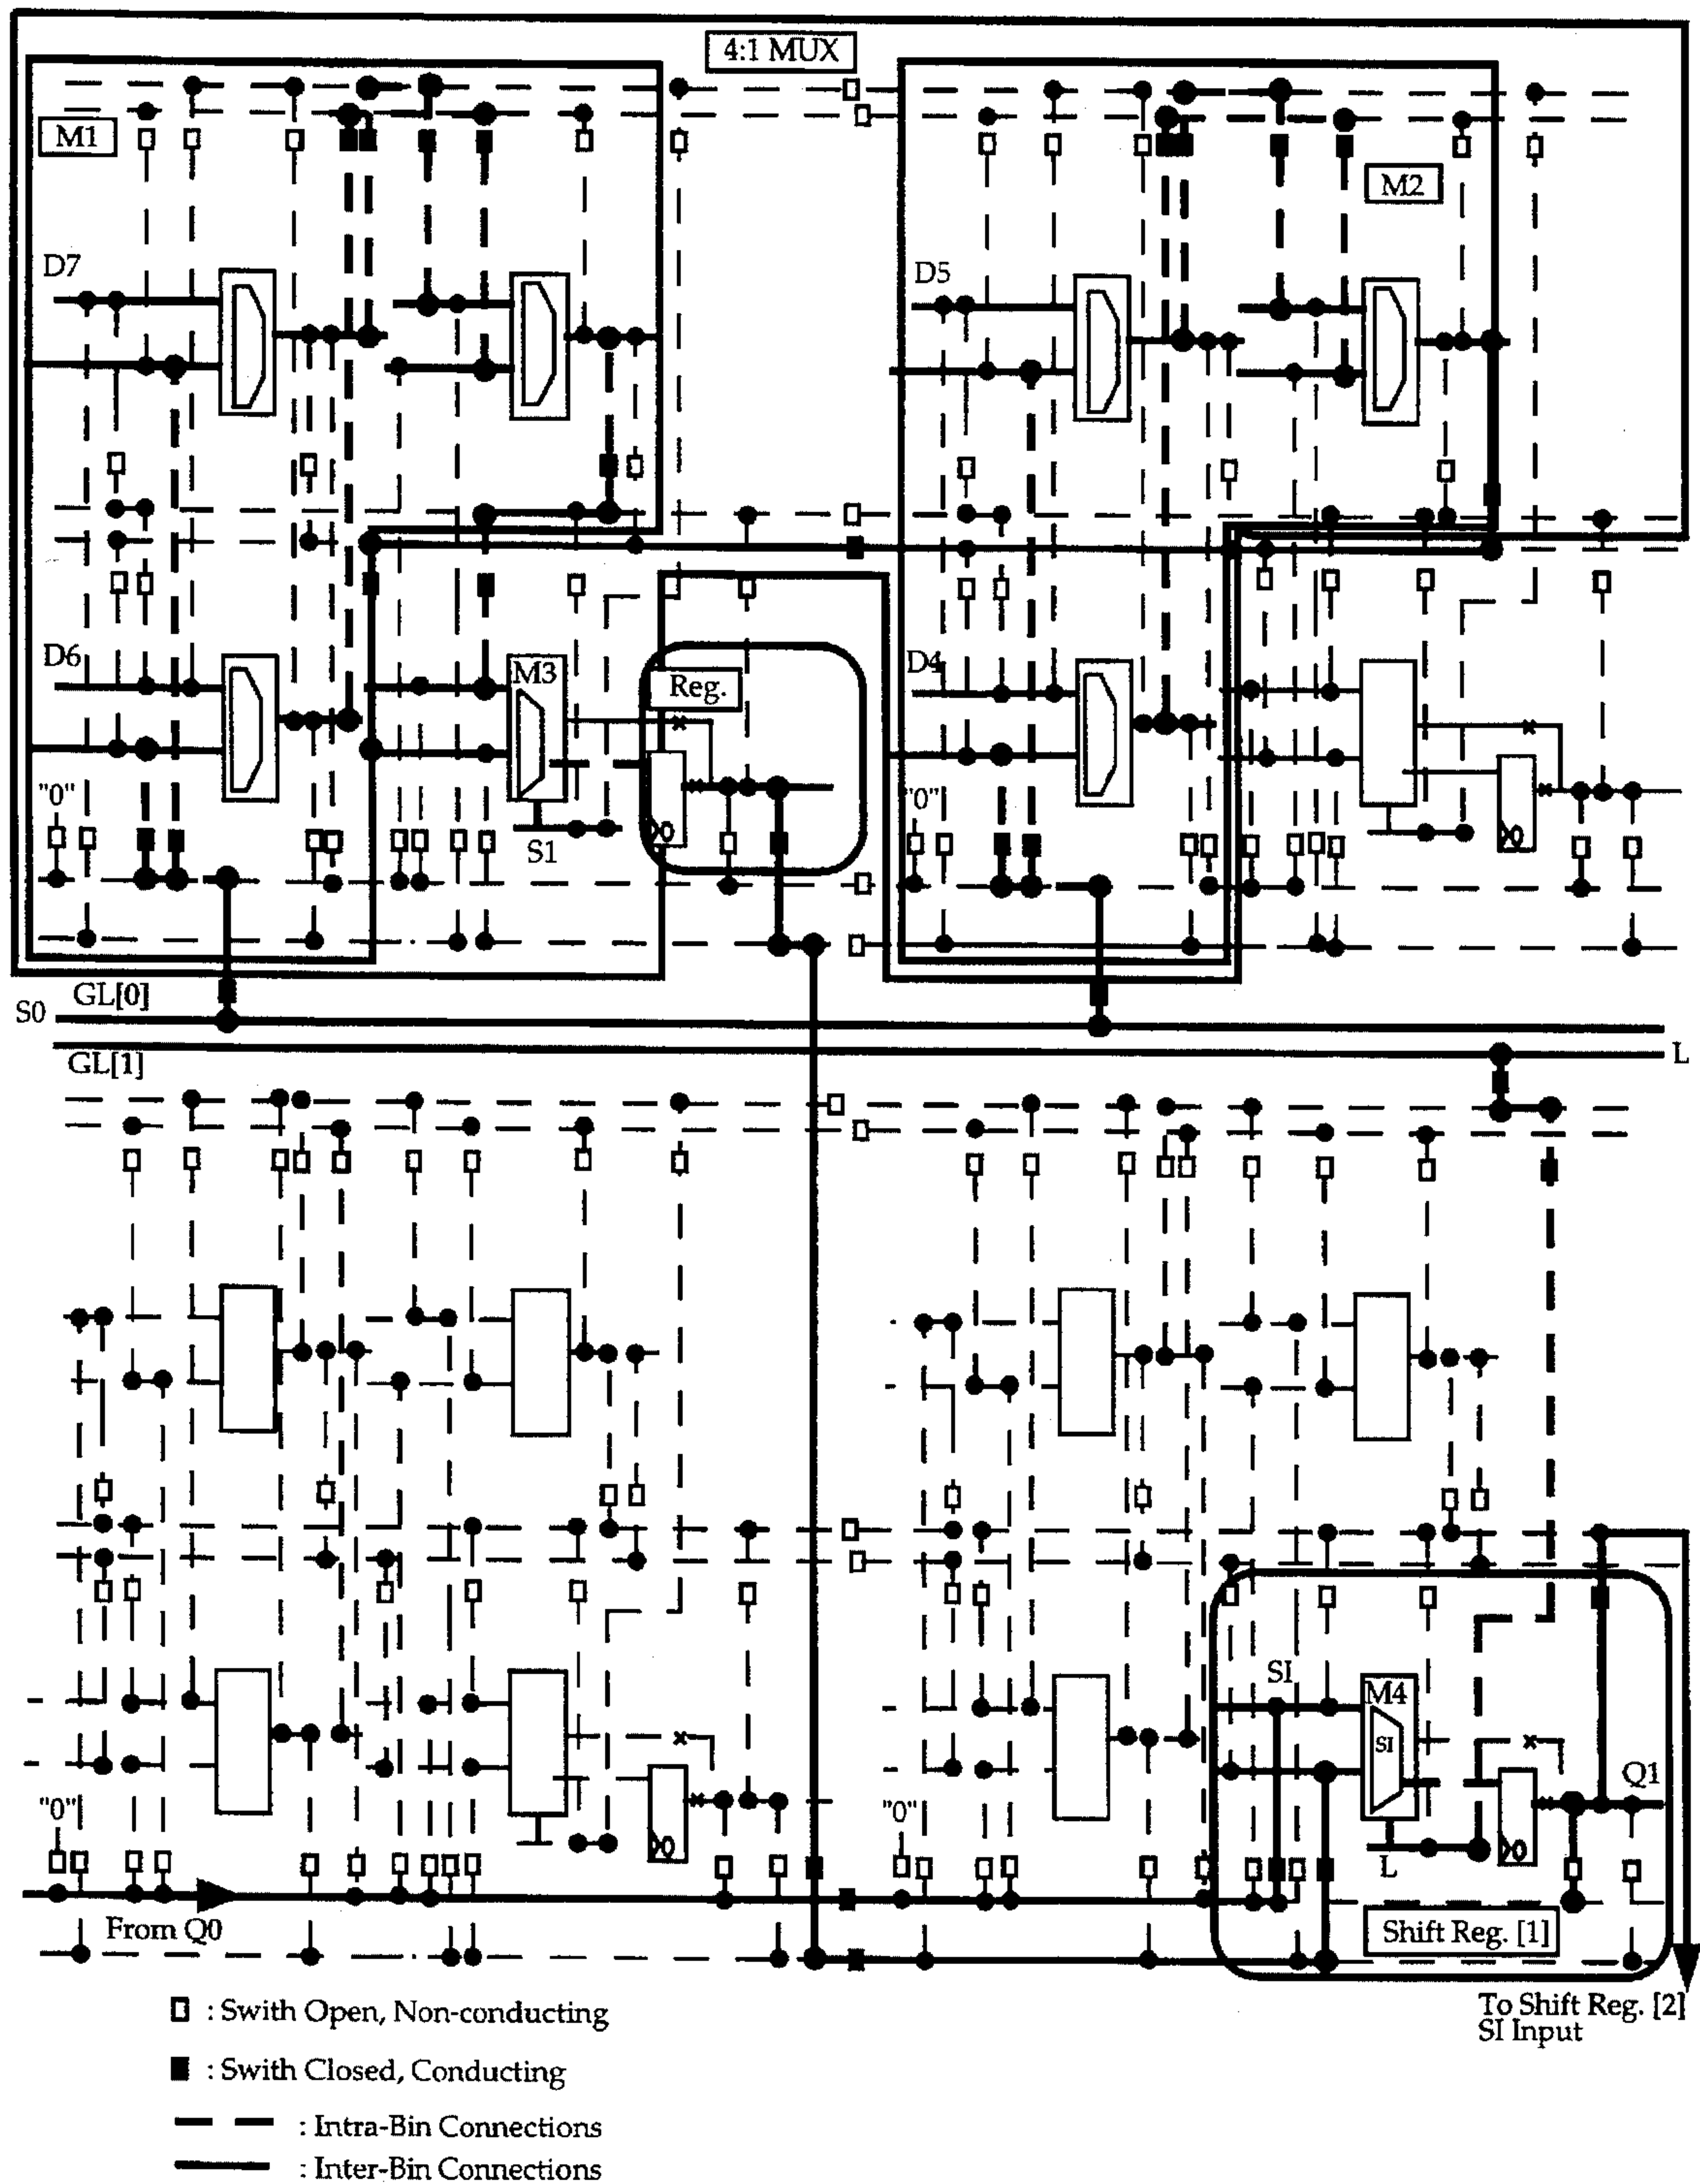 4:1 MUX
M1
M2
D7
D5
D6
M3
Reg.
D4
"0"
"0"
S1
GL[0]
S0
GL[1]
L
SI
M4
SI
Q1
"0"
"0"
L
From Q0
Shift Reg. [1]
To Shift Reg. [2]
SI Input
: Swith Open, Non-conducting
: Swith Closed, Conducting
: Intra-Bin Connections
: Inter-Bin Connections